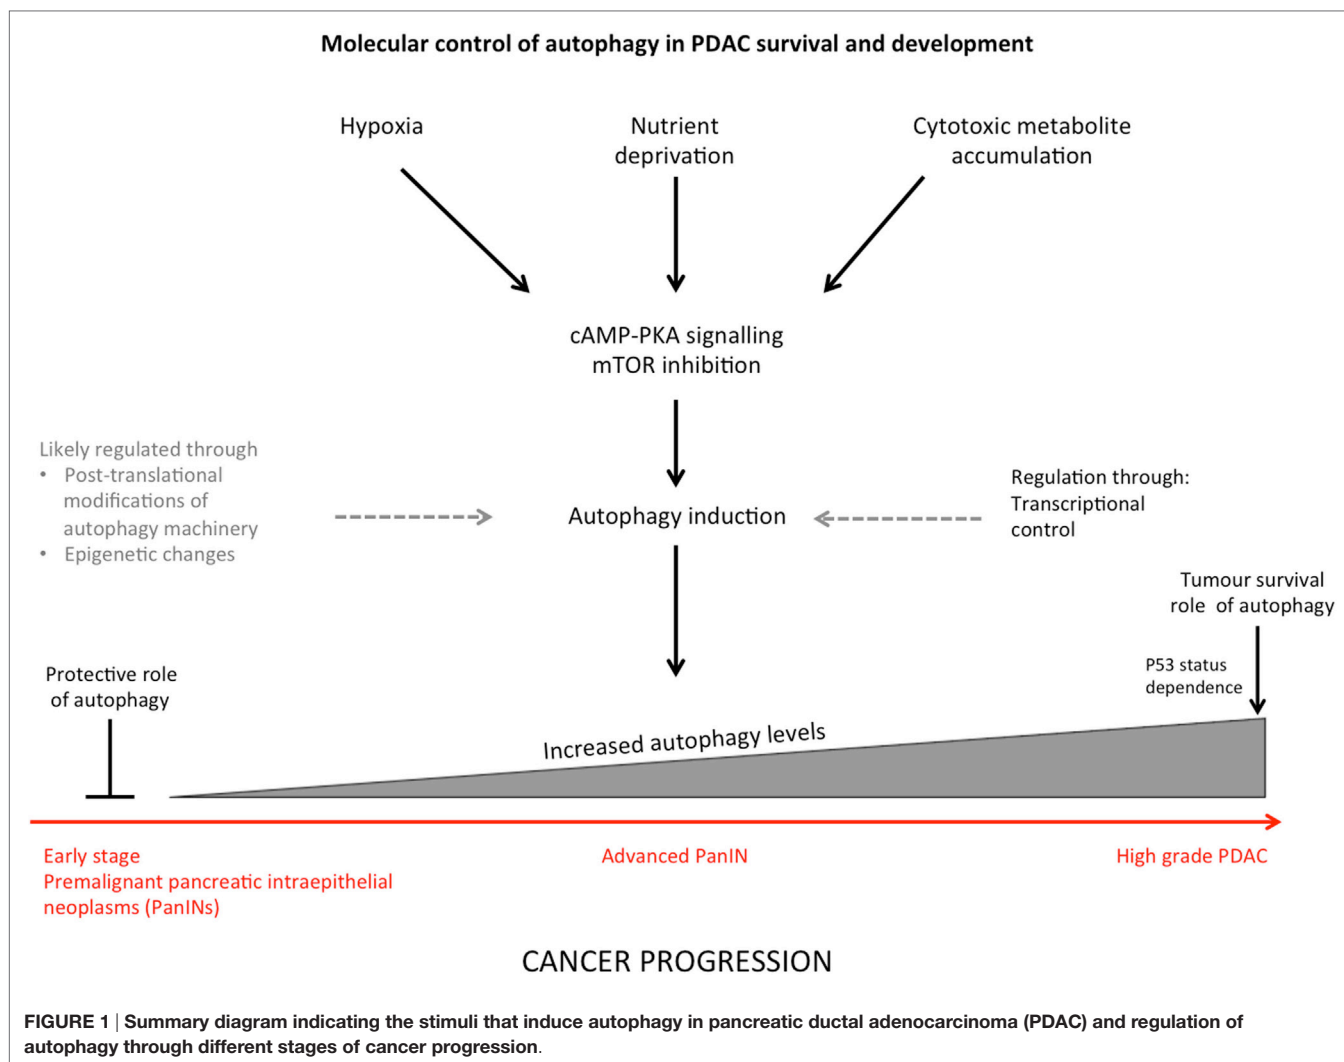 Molecular control of autophagy in PDAC survival and development
Hypoxia
Nutrient
deprivation
Cytotoxic metabolite
accumulation
cAMP-PKA signalling
mTOR inhibition
Likely regulated through
• Post-translational
modifications of
autophagy machinery
• Epigenetic changes
Autophagy induction
Regulation through:
Transcriptional
control
Tumour survival
role of autophagy
P53 status
dependence
Protective role
of autophagy
Increased autophagy levels
Early stage
Premalignant pancreatic intraepithelial
neoplasms (PanINs)
Advanced PanIN
High grade PDAC
CANCER PROGRESSION
FIGURE 1 | Summary diagram indicating the stimuli that induce autophagy in pancreatic ductal adenocarcinoma (PDAC) and regulation of
autophagy through different stages of cancer progression.